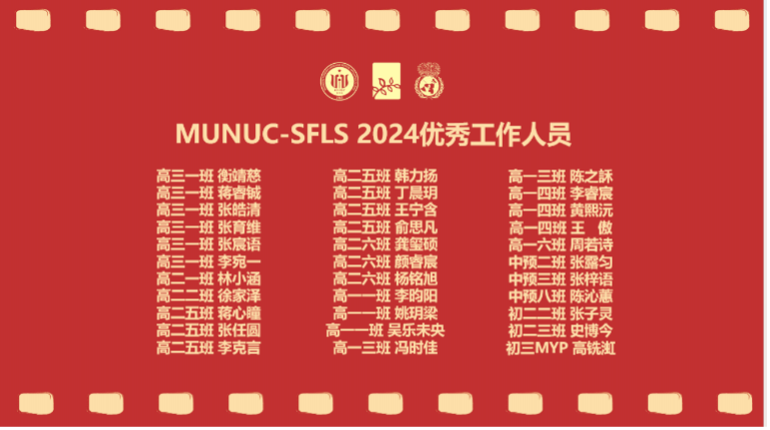 MUNUC-SFLS 2024优秀工作人员
高三一班 衡靖慈
高三一班 蒋睿铖
高三一班 张皓清
高三一班 张育维
高三一班 张宸语
高三一班 李宛一
高二一班 林小涵
高二二班 徐家泽
高二五班 蒋心曈
高二五班 张任圆
高二五班 李克言
高二五班 韩力扬
高二五班 丁晨玥
高二五班 王宁含
高二五班 俞思凡
高二六班 龚玺硕
高二六班 颜睿宸
高二六班 杨铭旭
高一一班 李昀阳
高一一班 姚玥梁
高一一班 吴乐未央
高一三班 冯时佳
高一三班 陈之稣
高一四班 李睿宸
高一四班 黄熙沅
高一四班 王 傲
高一六班 周若诗
中预二班 张露匀
中预三班 张梓语
中预八班 陈沁蕙
初二二班 张子灵
初二三班 史博今
初三MYP 高铣渱